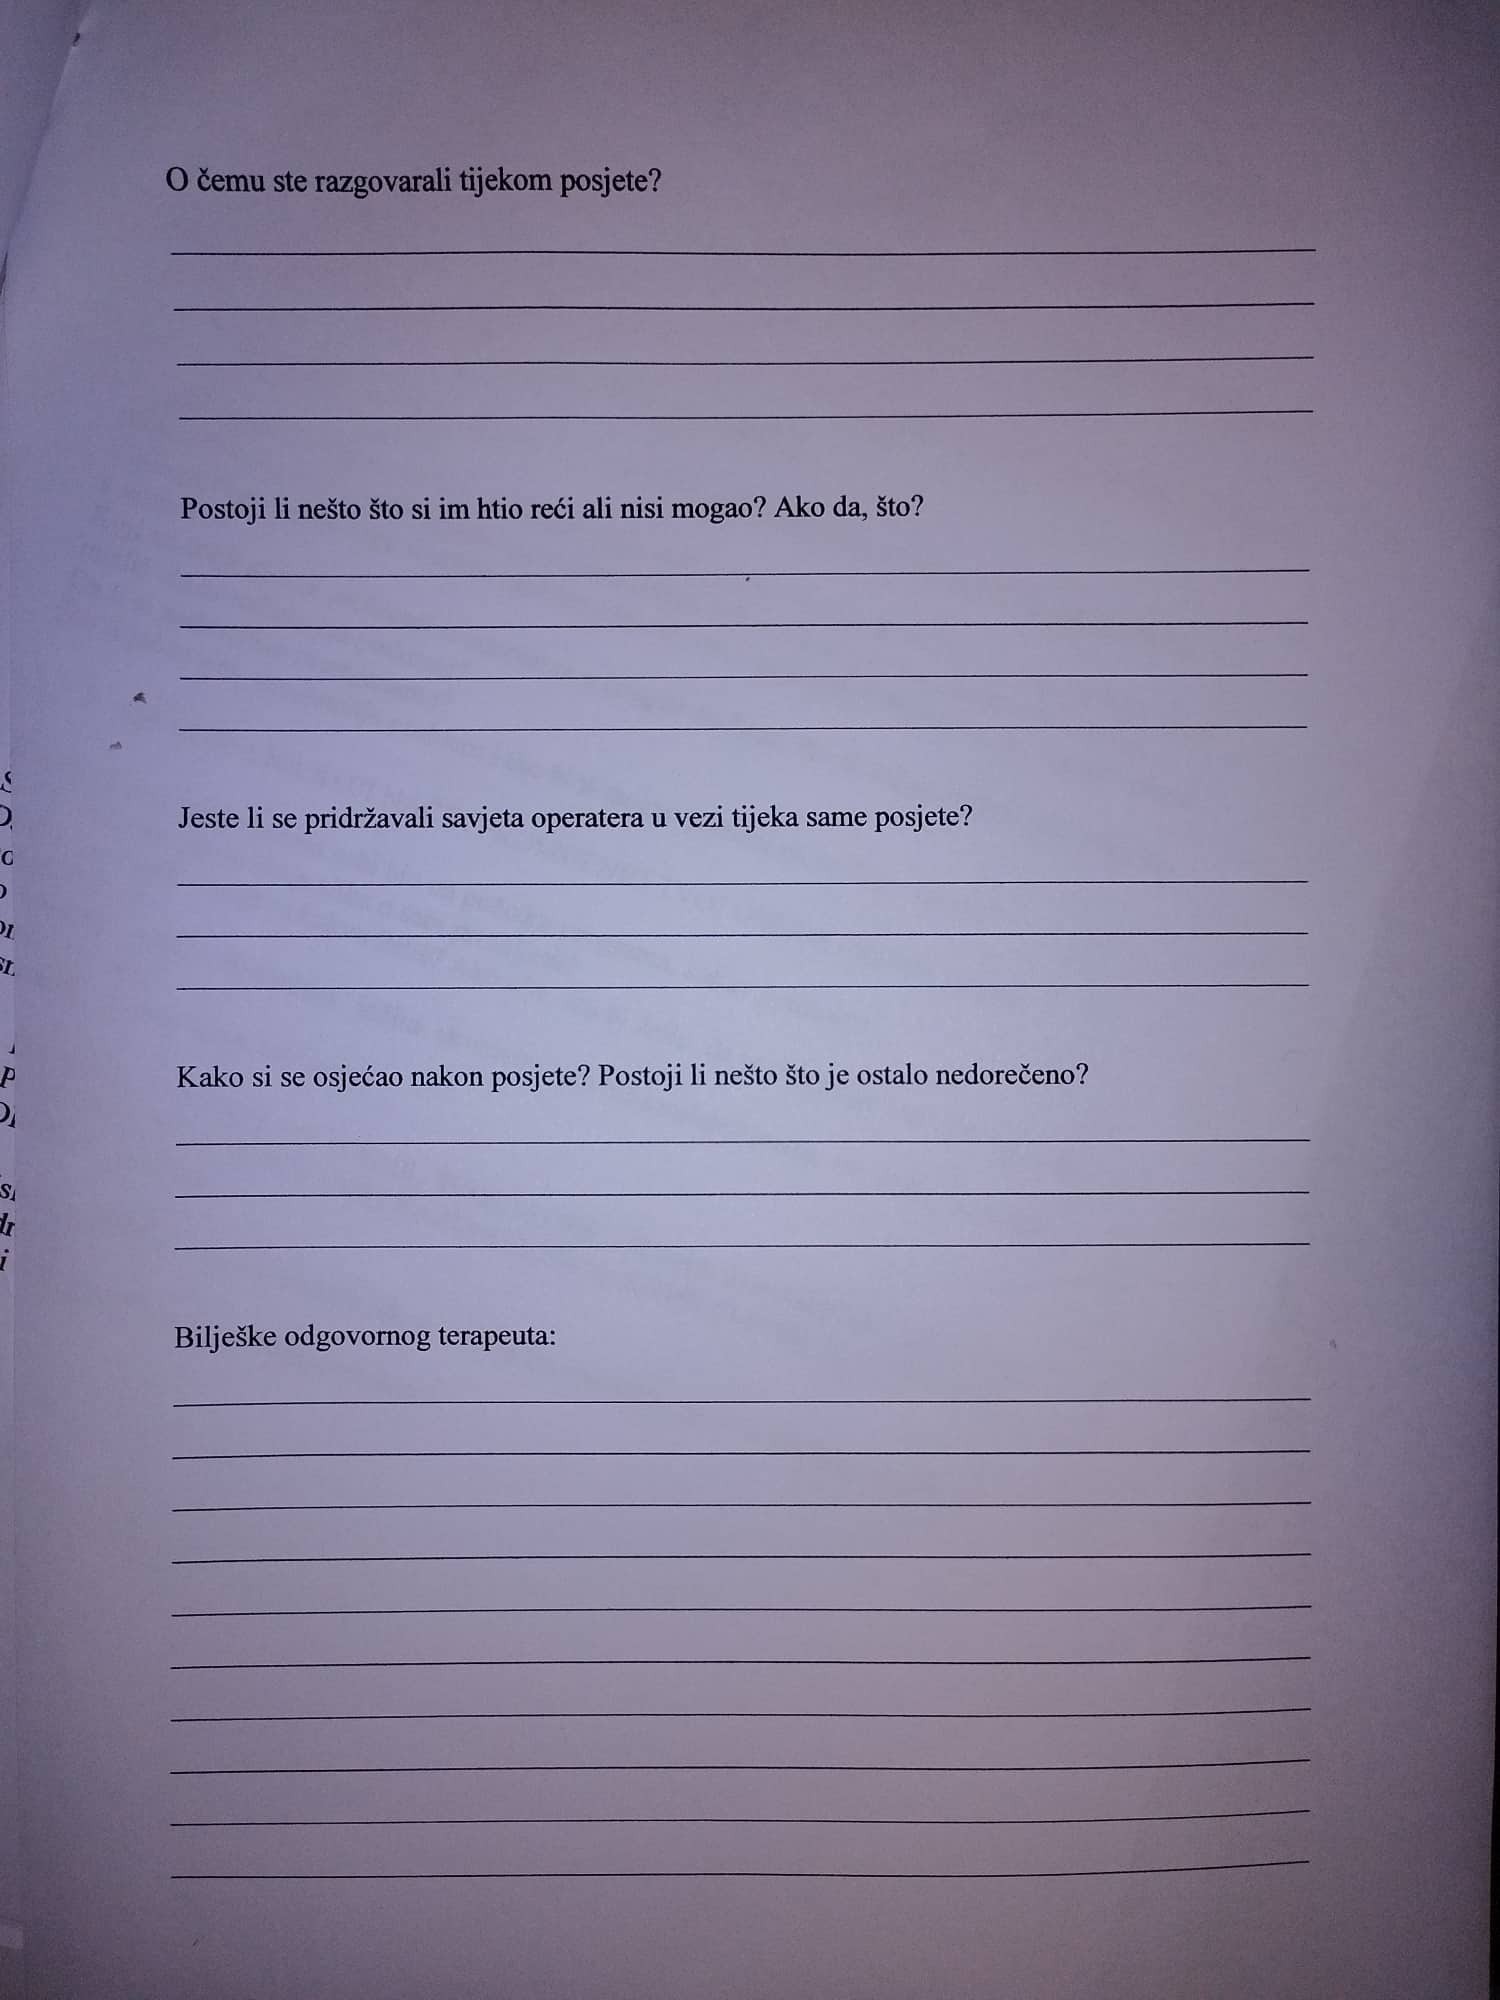 O čemu ste razgovarali tijekom posjete?
Postoji li nešto što si im htio reći ali nisi mogao? Ako da, što?
Jeste li se pridržavali savjeta operatera u vezi tijeka same posjete?
Kako si se osjećao nakon posjete? Postoji li nešto što je ostalo nedorečeno?
Bilješke odgovornog terapeuta: